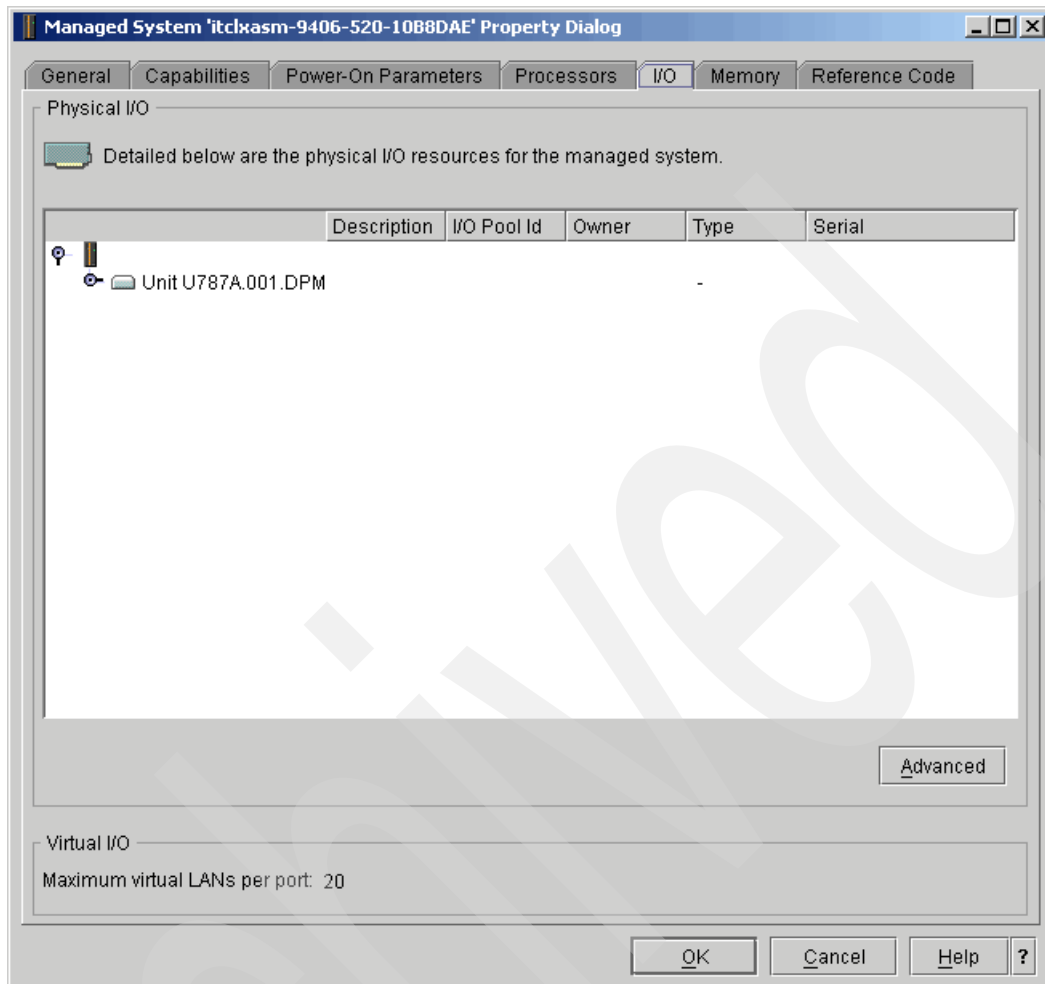 Managed System 'itclxasm-9406-520-10B8DAE' Property Dialog
General Capabilities Power-On Parameters Processors I/O Memory Reference Code
Physical I/O
Detailed below are the physical I/O resources for the managed system.
Description I/O Pool Id Owner Type Serial
Unit U787A.001.DPM -
Advanced
Virtual I/O
Maximum virtual LANs per port: 20
OK Cancel Help ?